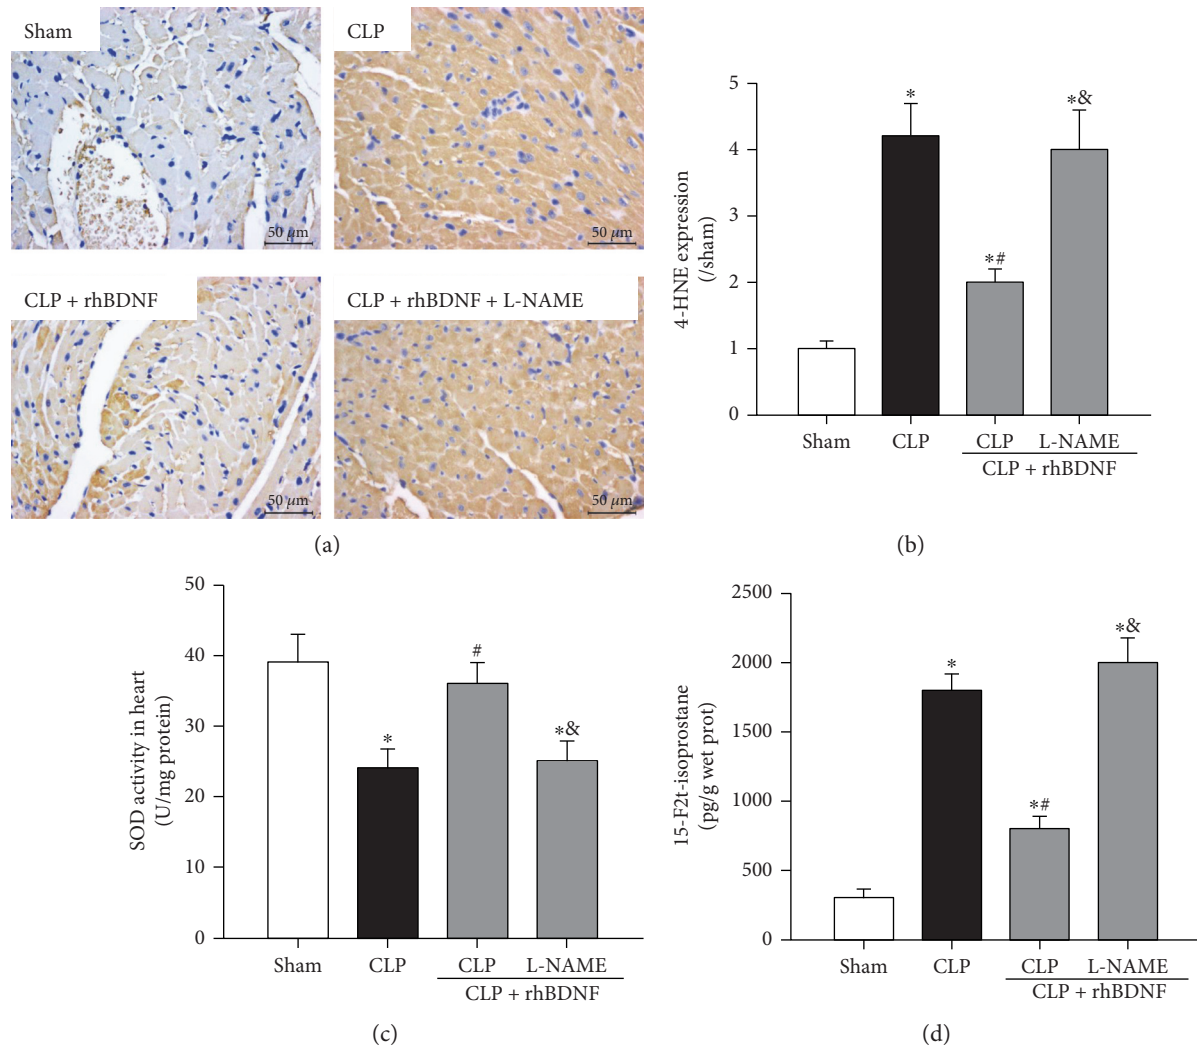 Sham
CLP
50 μm
50 μm
CLP + rhBDNF
CLP + rhBDNF + L-NAME
50 μm
50 μm
(a)
4-HNE expression
(/sham)
5
4
3
2
1
0
*
*#
*&
Sham
CLP
CLP
L-NAME
CLP + rhBDNF
(b)
SOD activity in heart
(U/mg protein)
50
40
30
20
10
0
*
#
*&
Sham
CLP
CLP
L-NAME
CLP + rhBDNF
(c)
15-F2t-isoprostane
(pg/g wet prot)
2500
2000
1500
1000
500
0
*
*#
*&
Sham
CLP
CLP
L-NAME
CLP + rhBDNF
(d)